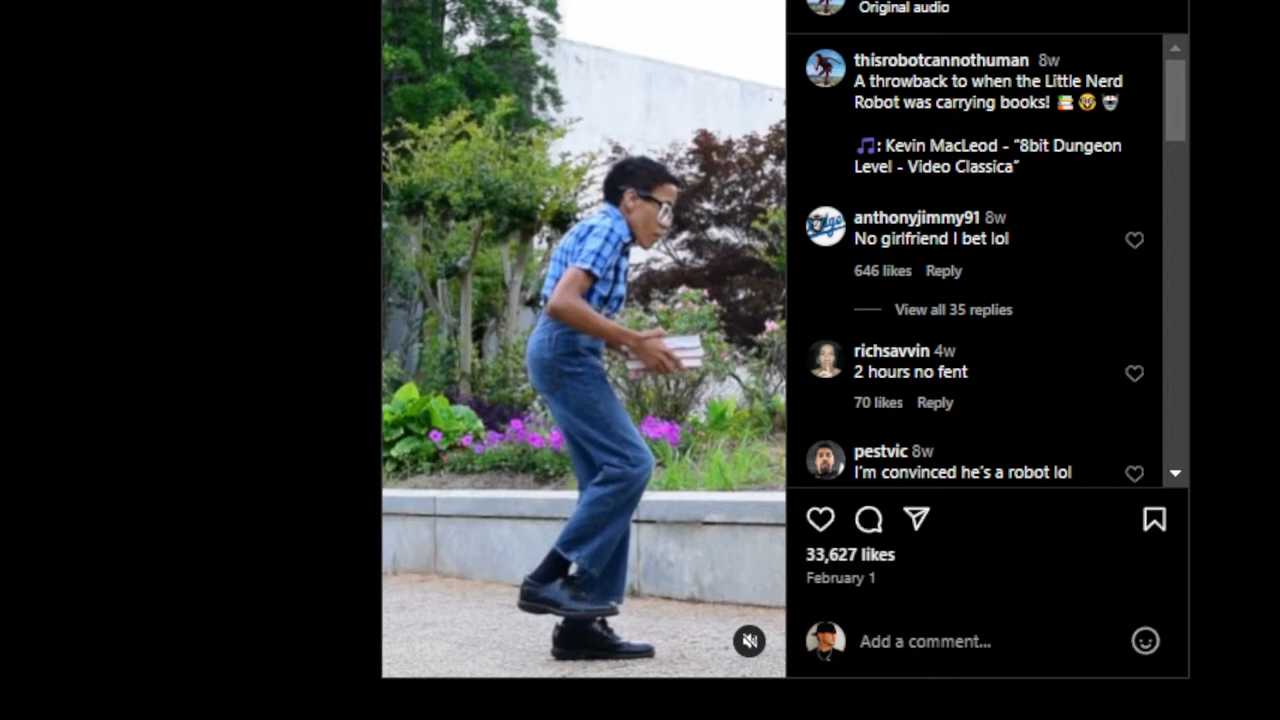 Original audio
thisrobotcannothuman 8w
A throwback to when the Little Nerd
Robot was carrying books! 📚 🤓 🤖
🎵: Kevin MacLeod - "8bit Dungeon
Level - Video Classica"
anthonyjimmy91 8w
No girlfriend I bet lol
646 likes Reply
View all 35 replies
richsavvin 4w
2 hours no fent
70 likes Reply
pestvic 8w
I'm convinced he's a robot lol
33,627 likes
February 1
Add a comment...